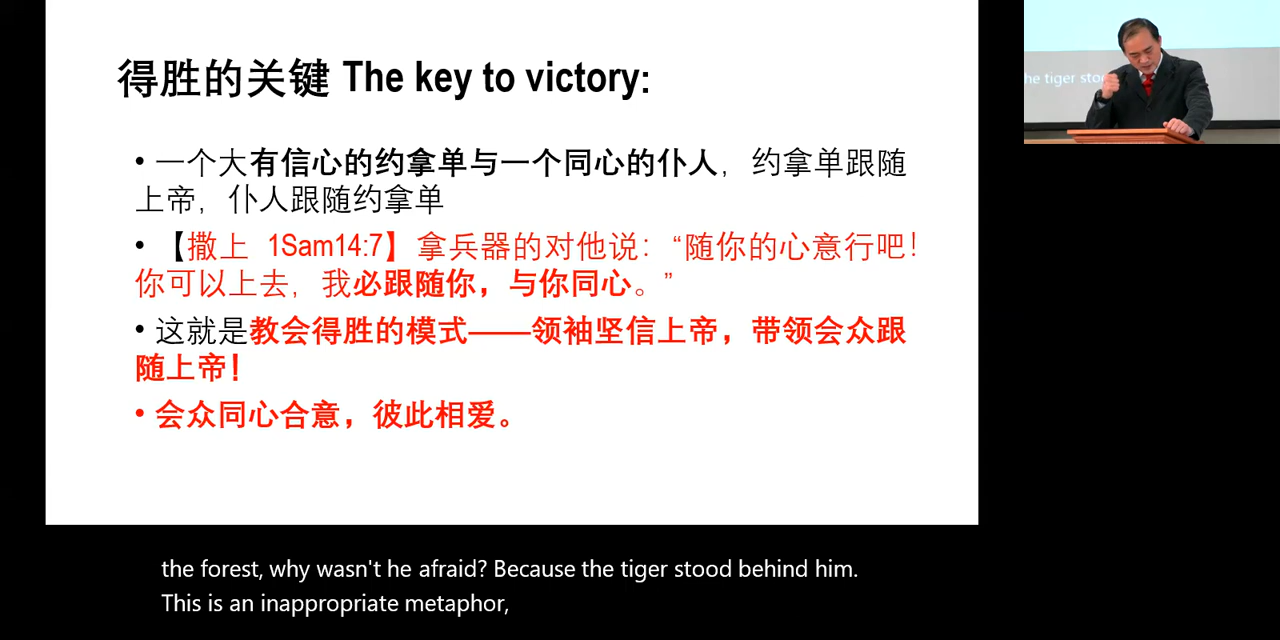 得胜的关键 The key to victory:
• 一个大有信心的约拿单与一个同心的仆人，约拿单跟随
上帝，仆人跟随约拿单
• 【撒上 1Sam14:7】拿兵器的对他说：“随你的心意行吧！
你可以上去，我必跟随你，与你同心。”
• 这就是教会得胜的模式——领袖坚信上帝，带领会众跟
随上帝！
• 会众同心合意，彼此相爱。
he tiger stoo
the forest, why wasn't he afraid? Because the tiger stood behind him.
This is an inappropriate metaphor,